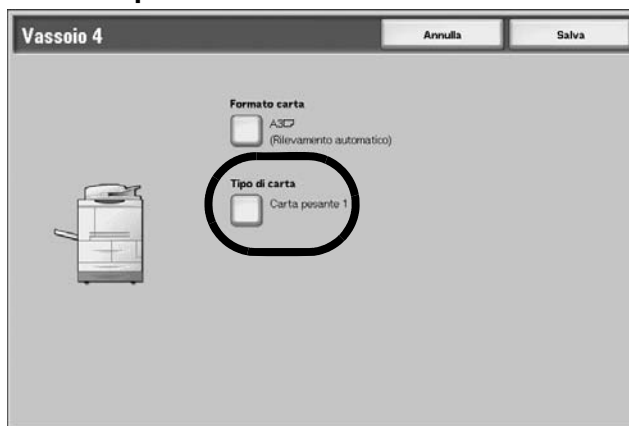 Vassoio 4
Annulla
Salva
Formato carta
A3
(Rilevamento automatico)
Tipo di carta
Carta pesante 1